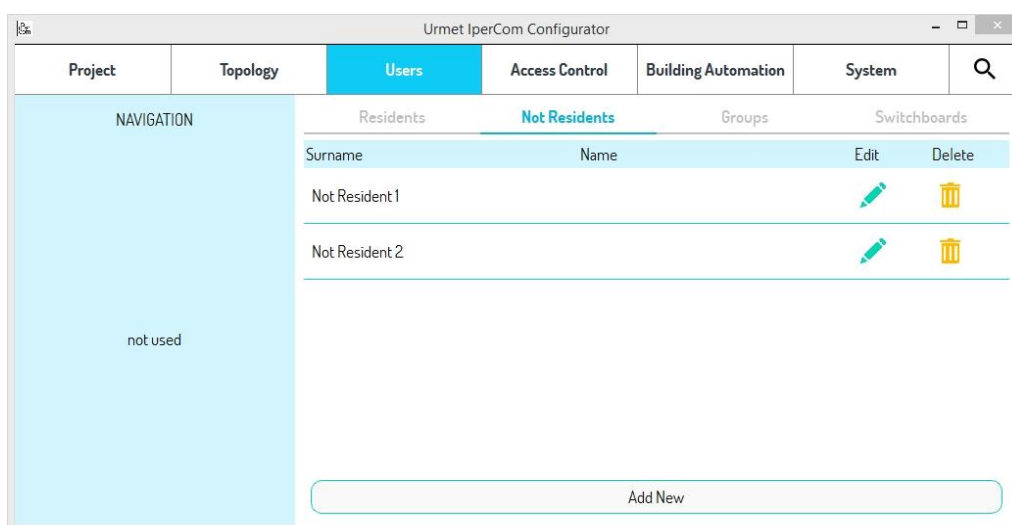 Urmet IperCom Configurator
Project Topology Users Access Control Building Automation System
NAVIGATION
Residents Not Residents Groups Switchboards
Surname Name Edit Delete
Not Resident 1
Not Resident 2
not used
Add New